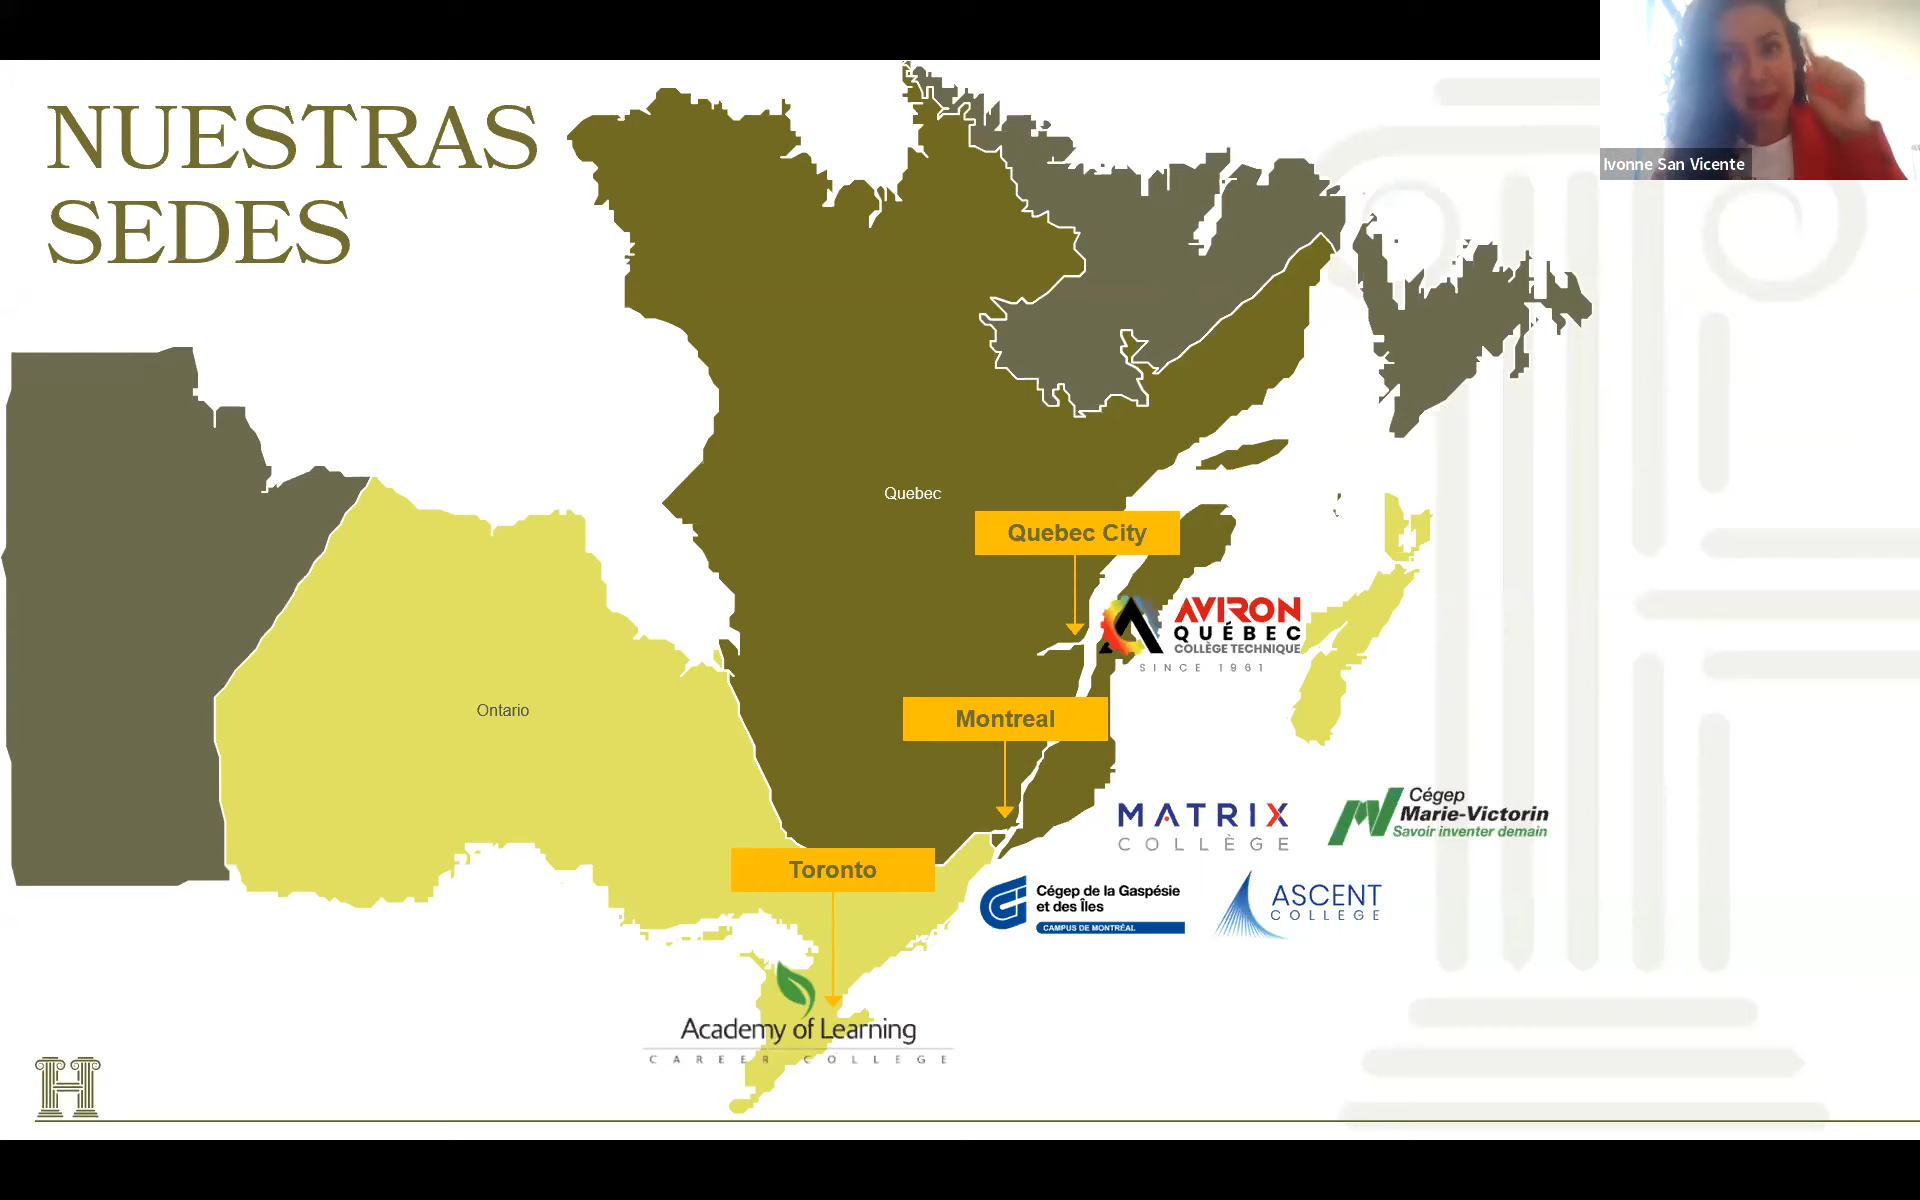 NUESTRAS
SEDES
Ivonne San Vicente
Quebec
Quebec City
AVIRON
QUÉBEC
COLLÈGE TECHNIQUE
SINCE 1961
Ontario
Montreal
MATRIX
COLLÈGE
Cégep
Marie-Victorin
Savoir inventer demain
Toronto
Cégep de la Gaspésie
et des Îles
CAMPUS DE MONTRÉAL
ASCENT
COLLEGE
Academy of Learning
CAREER COLLEGE
H